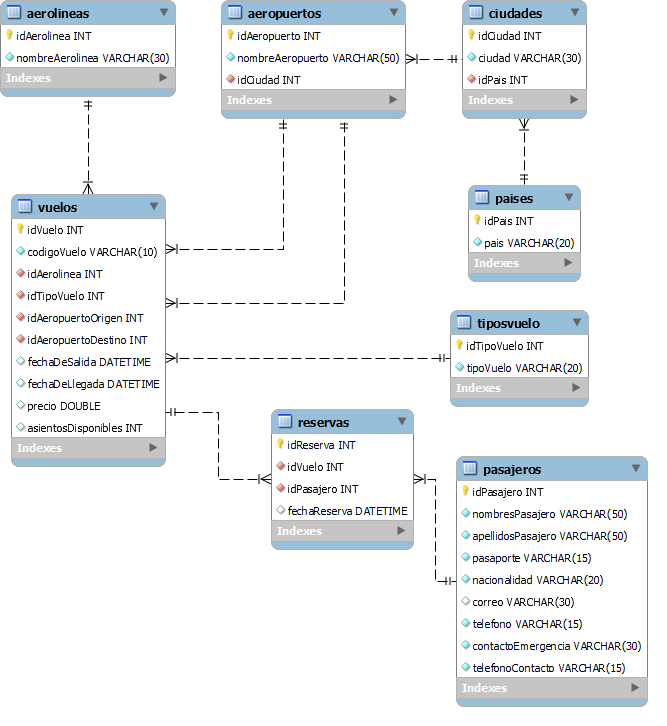 aerolineas
idAerolinea INT
nombreAerolinea VARCHAR(30)
Indexes
aeropuertos
idAeropuerto INT
nombreAeropuerto VARCHAR(50)
idCiudad INT
Indexes
ciudades
idCiudad INT
ciudad VARCHAR(30)
idPais INT
Indexes
paises
idPais INT
pais VARCHAR(20)
Indexes
vuelos
idVuelo INT
codigoVuelo VARCHAR(10)
idAerolinea INT
idTipoVuelo INT
idAeropuertoOrigen INT
idAeropuertoDestino INT
fechaDeSalida DATETIME
fechaDeLlegada DATETIME
precio DOUBLE
asientosDisponibles INT
Indexes
tiposvuelo
idTipoVuelo INT
tipoVuelo VARCHAR(20)
Indexes
reservas
idReserva INT
idVuelo INT
idPasajero INT
fechaReserva DATETIME
Indexes
pasajeros
idPasajero INT
nombresPasajero VARCHAR(50)
apellidosPasajero VARCHAR(50)
pasaporte VARCHAR(15)
nacionalidad VARCHAR(20)
correo VARCHAR(30)
telefono VARCHAR(15)
contactoEmergencia VARCHAR(30)
telefonoContacto VARCHAR(15)
Indexes